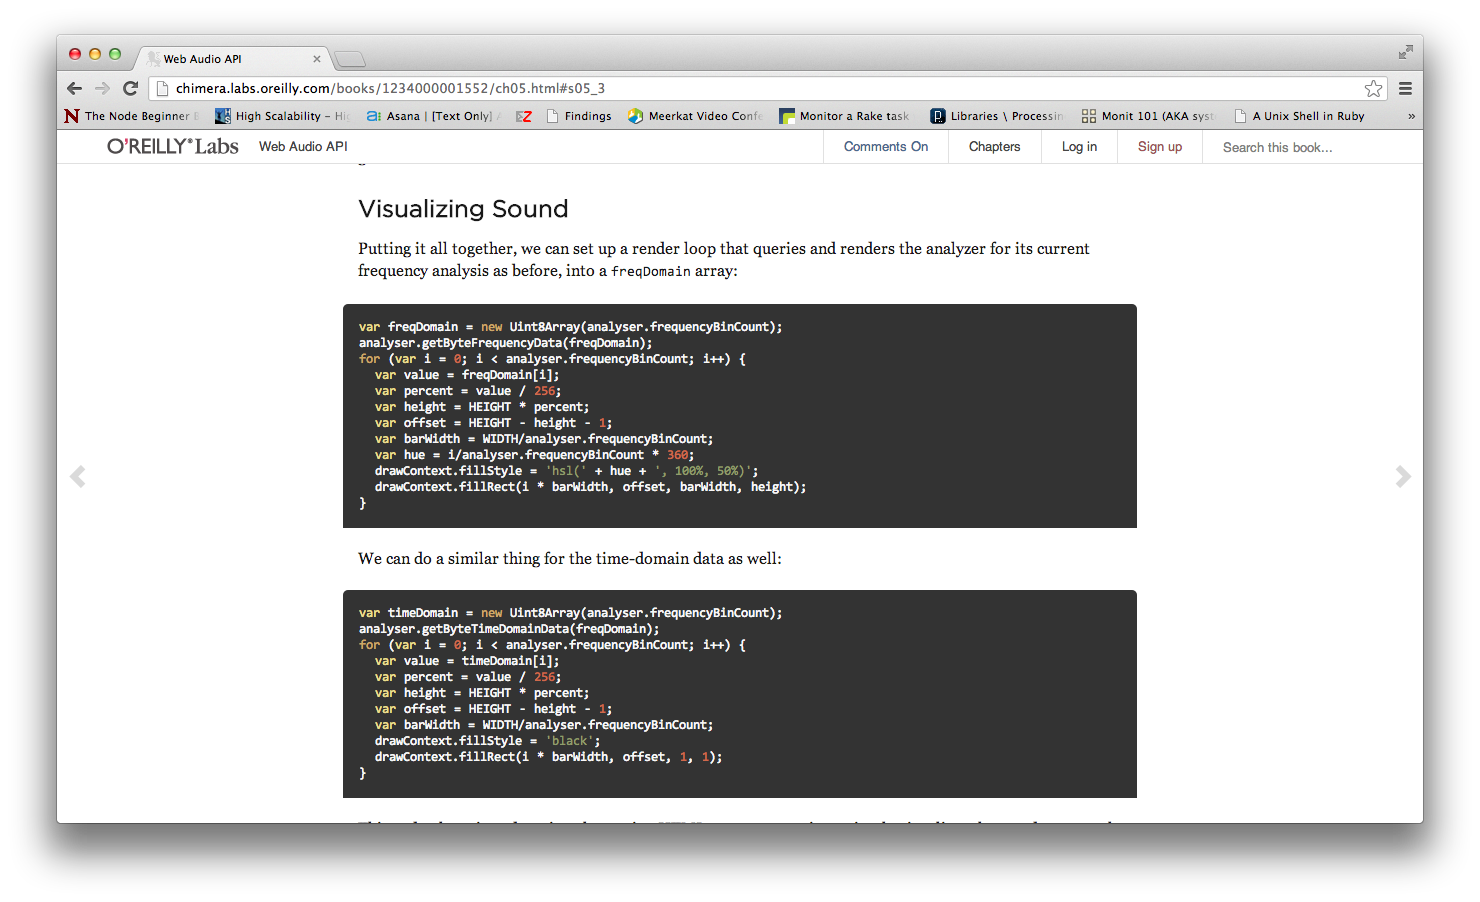 Web Audio API
chimera.labs.oreilly.com/books/1234000001552/ch05.html#s05_3
The Node Beginner
High Scalability – Hig
Asana | [Text Only]
Findings
Meerkat Video Confe
Monitor a Rake task
Libraries \ Processin
Monit 101 (AKA syst
A Unix Shell in Ruby
»
O'REILLY® Labs
Web Audio API
Comments On
Chapters
Log in
Sign up
Search this book...
Visualizing Sound
Putting it all together, we can set up a render loop that queries and renders the analyzer for its current
frequency analysis as before, into a freqDomain array:
var freqDomain = new Uint8Array(analyser.frequencyBinCount);
analyser.getByteFrequencyData(freqDomain);
for (var i = 0; i < analyser.frequencyBinCount; i++) {
  var value = freqDomain[i];
  var percent = value / 256;
  var height = HEIGHT * percent;
  var offset = HEIGHT - height - 1;
  var barWidth = WIDTH/analyser.frequencyBinCount;
  var hue = i/analyser.frequencyBinCount * 360;
  drawContext.fillStyle = 'hsl(' + hue + ', 100%, 50%)';
  drawContext.fillRect(i * barWidth, offset, barWidth, height);
}
We can do a similar thing for the time-domain data as well:
var timeDomain = new Uint8Array(analyser.frequencyBinCount);
analyser.getByteTimeDomainData(freqDomain);
for (var i = 0; i < analyser.frequencyBinCount; i++) {
  var value = timeDomain[i];
  var percent = value / 256;
  var height = HEIGHT * percent;
  var offset = HEIGHT - height - 1;
  var barWidth = WIDTH/analyser.frequencyBinCount;
  drawContext.fillStyle = 'black';
  drawContext.fillRect(i * barWidth, offset, 1, 1);
}